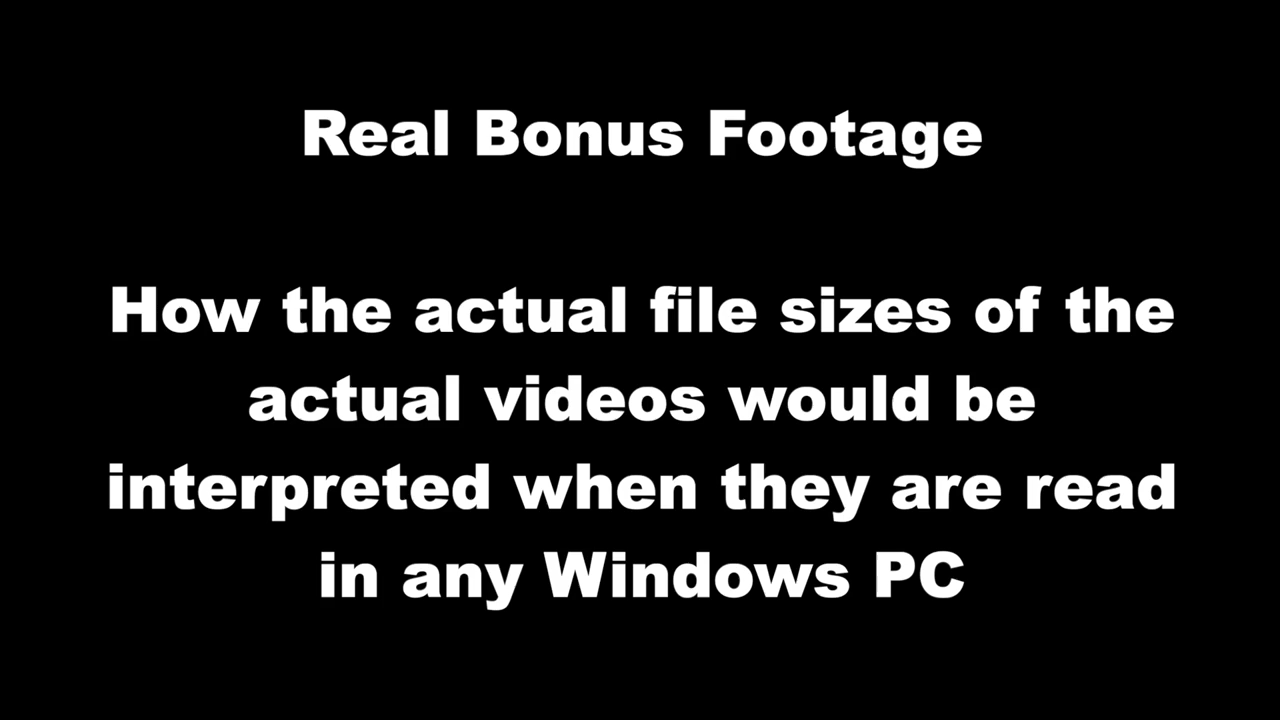 Real Bonus Footage
How the actual file sizes of the
actual videos would be
interpreted when they are read
in any Windows PC